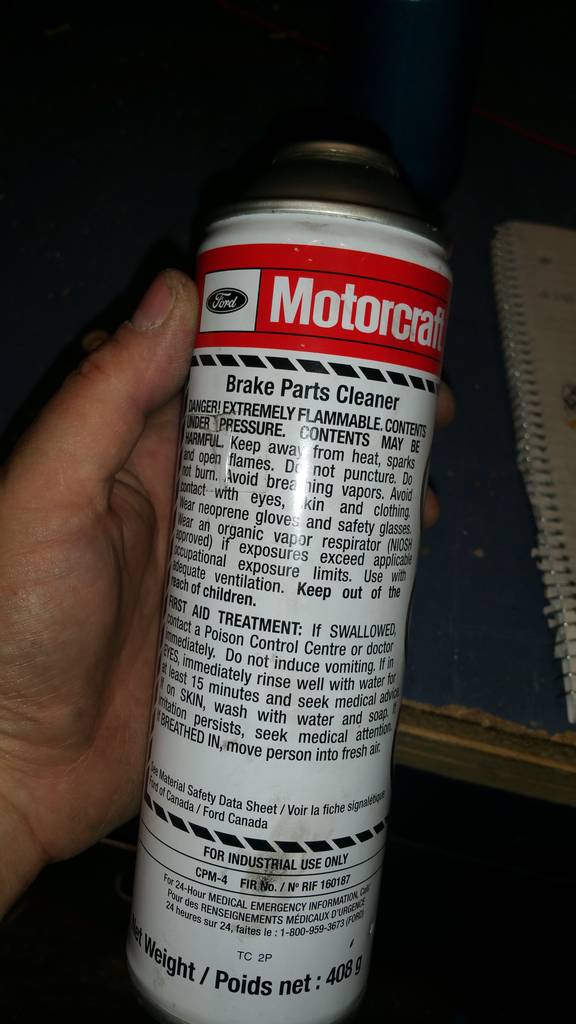 Ford
Motorcraf
Brake Parts Cleaner
DANGER! EXTREMELY FLAMMABLE. CONTENTS
UNDER PRESSURE. CONTENTS MAY BE
HARMFUL. Keep away from heat, sparks
and open flames. Do not puncture. Do
not burn. Avoid breathing vapors. Avoid
contact with eyes, skin and clothing.
Wear neoprene gloves and safety glasses.
Wear an organic vapor respirator (NIOSH
approved) if exposures exceed applicable
occupational exposure limits. Use with
adequate ventilation. Keep out of the
reach of children.
FIRST AID TREATMENT: If SWALLOWED,
contact a Poison Control Centre or doctor
immediately. Do not induce vomiting. If in
EYES, immediately rinse well with water for
at least 15 minutes and seek medical advice.
If on SKIN, wash with water and soap. If
irritation persists, seek medical attention.
If BREATHED IN, move person into fresh air.
See Material Safety Data Sheet / Voir la fiche signalétique
Ford of Canada / Ford Canada
FOR INDUSTRIAL USE ONLY
CPM-4 FIR No. / Nº RIF 160187
For 24-Hour MEDICAL EMERGENCY INFORMATION, Call/
Pour des RENSEIGNEMENTS MÉDICAUX D'URGENCE
24 heures sur 24, faites le : 1-800-959-3673 (FORD)
TC 2P
Net Weight / Poids net : 408 g